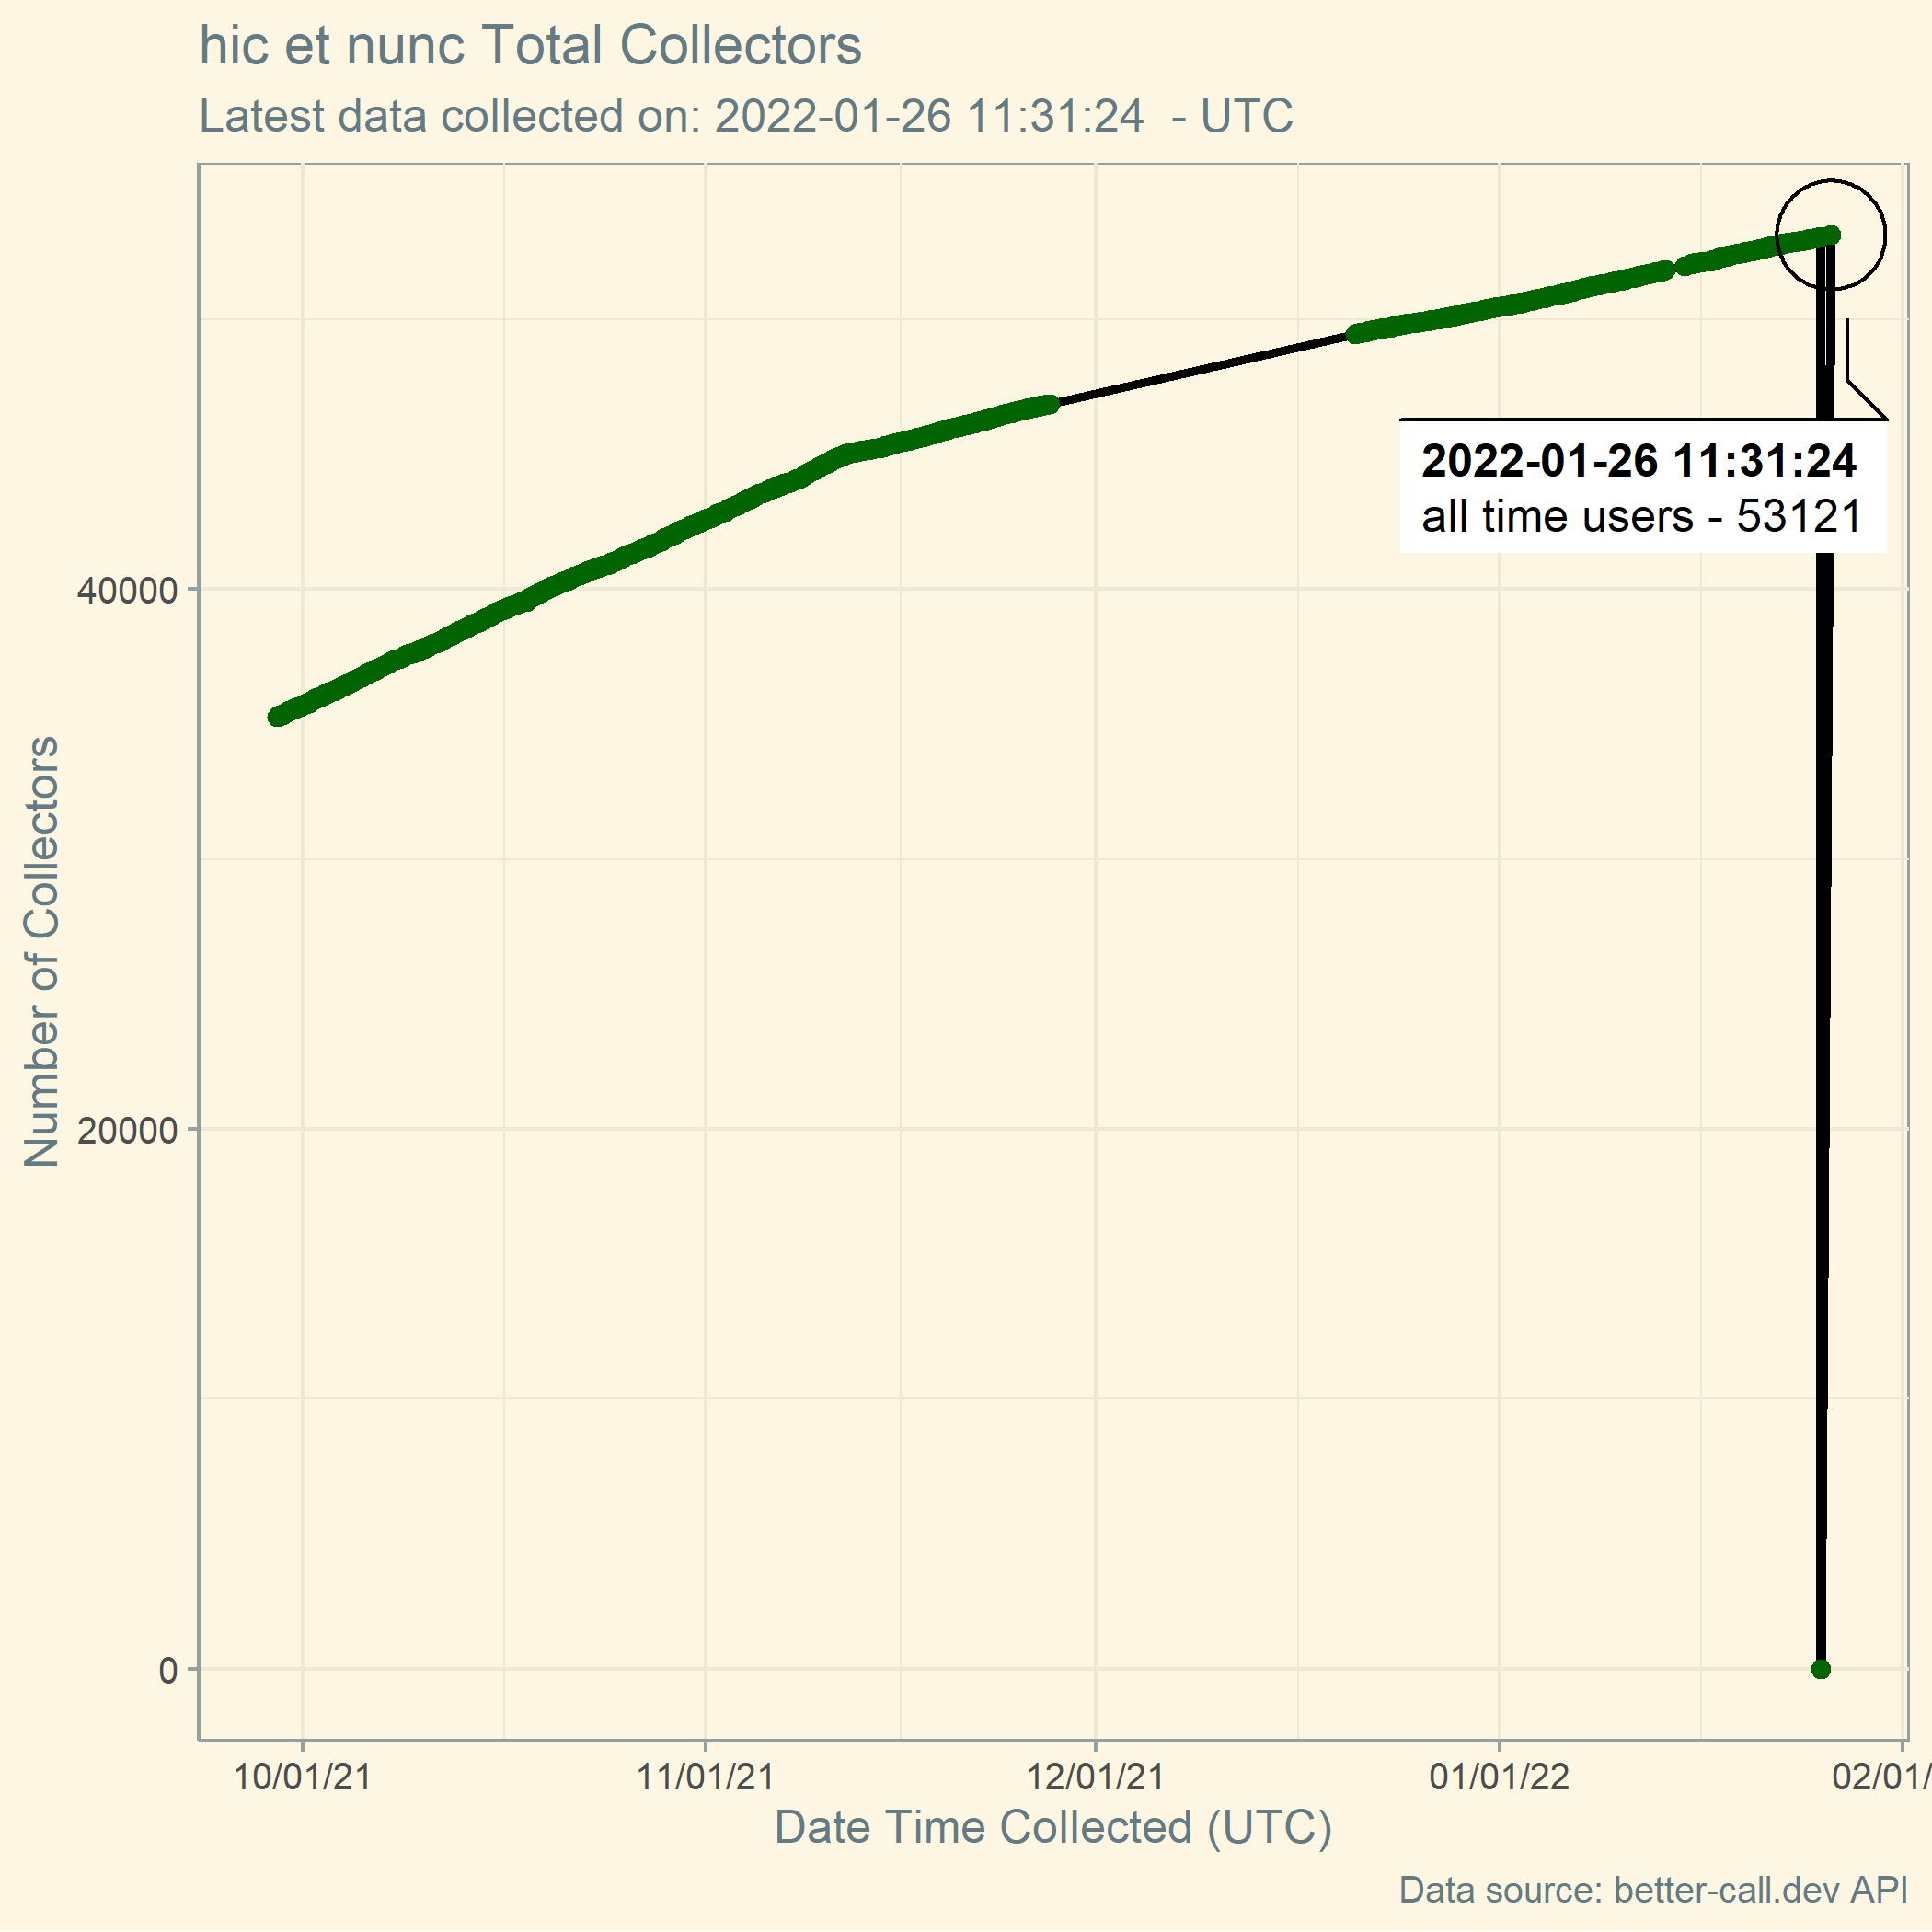 hic et nunc Total Collectors
Latest data collected on: 2022-01-26 11:31:24  - UTC
2022-01-26 11:31:24
all time users - 53121
Number of Collectors
40000
20000
0
10/01/21
11/01/21
12/01/21
01/01/22
02/01/
Date Time Collected (UTC)
Data source: better-call.dev API